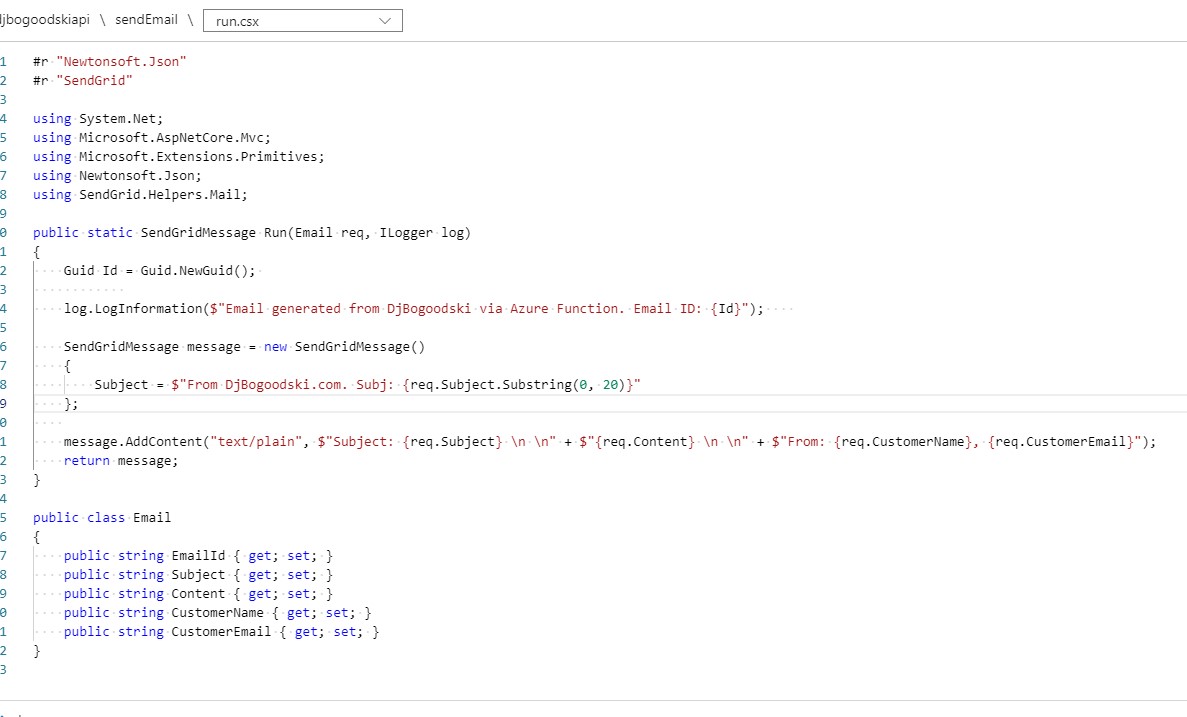 ljbogoodskiapi \ sendEmail \ run.csx
1 #r "Newtonsoft.Json"
2 #r "SendGrid"
3
4 using System.Net;
5 using Microsoft.AspNetCore.Mvc;
6 using Microsoft.Extensions.Primitives;
7 using Newtonsoft.Json;
8 using SendGrid.Helpers.Mail;
9
0 public static SendGridMessage Run(Email req, ILogger log)
1 {
2     Guid Id = Guid.NewGuid();
3
4     log.LogInformation($"Email generated from DjBogoodski via Azure Function. Email ID: {Id}");
5
6     SendGridMessage message = new SendGridMessage()
7     {
8         Subject = $"From DjBogoodski.com. Subj: {req.Subject.Substring(0, 20)}"
9     };
0
1     message.AddContent("text/plain", $"Subject: {req.Subject} \n \n" + $"{req.Content} \n \n" + $"From: {req.CustomerName}, {req.CustomerEmail}");
2     return message;
3 }
4
5 public class Email
6 {
7     public string EmailId { get; set; }
8     public string Subject { get; set; }
9     public string Content { get; set; }
0     public string CustomerName { get; set; }
1     public string CustomerEmail { get; set; }
2 }
3